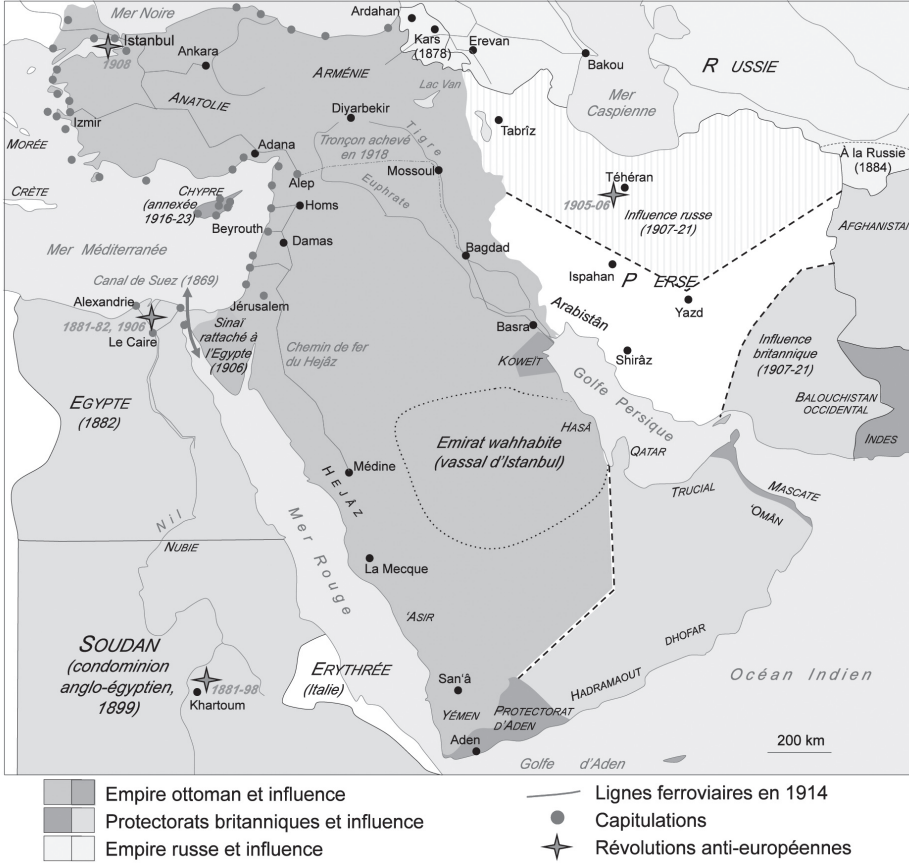 Mer Noire
Ardahan
Istanbul
1908
Ankara
ARMÉNIE
Kars
(1878)
Erevan
Bakou
RUSSIE
ANATOLIE
Lac Van
Mer
Caspienne
Izmir
Diyarbekir
Tabrîz
MORÉE
Adana
Tronçon achevé
en 1918
Tigre
À la Russie
(1884)
Mossoul
Téhéran
1905-06
CRÈTE
CHYPRE
(annexée
1916-23)
Alep
Euphrate
Homs
Influence russe
(1907-21)
AFGHANISTAN
Beyrouth
Damas
Mer Méditerranée
Bagdad
Ispahan
PERSE
Canal de Suez (1869)
Alexandrie
Jérusalem
Arabistân
Yazd
1881-82, 1906
Le Caire
Sinaï
rattaché à
l'Egypte
(1906)
Basra
Chemin de fer
du Hejâz
KOWEÏT
Shirâz
Influence
britannique
(1907-21)
Golfe Persique
EGYPTE
(1882)
BALOUCHISTAN
OCCIDENTAL
HASÂ
INDES
Emirat wahhabite
(vassal d'Istanbul)
QATAR
Médine
HEJÂZ
TRUCIAL
MASCATE
'OMÂN
Nil
NUBIE
Mer Rouge
La Mecque
'ASIR
SOUDAN
(condominion
anglo-égyptien,
1899)
DHOFAR
ERYTHRÉE
(Italie)
HADRAMAOUT
Océan Indien
1881-98
Khartoum
San'â
YÉMEN
PROTECTORAT
D'ADEN
Aden
200 km
Golfe d'Aden
Empire ottoman et influence
Protectorats britanniques et influence
Empire russe et influence
Lignes ferroviaires en 1914
Capitulations
Révolutions anti-européennes